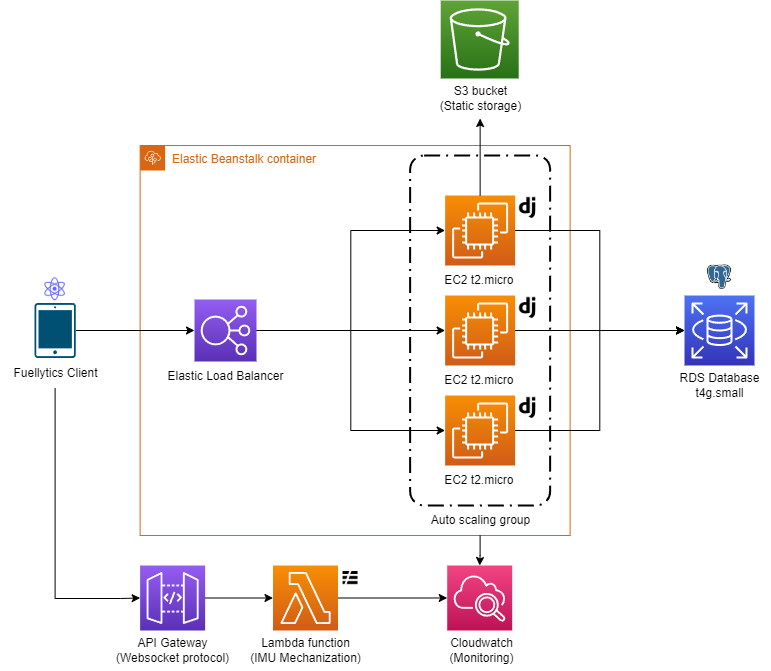 S3 bucket
(Static storage)
Elastic Beanstalk container
dj
EC2 t2.micro
dj
EC2 t2.micro
dj
EC2 t2.micro
Auto scaling group
Fuellytics Client
Elastic Load Balancer
RDS Database
t4g.small
</>
API Gateway
(Websocket protocol)
Lambda function
(IMU Mechanization)
Cloudwatch
(Monitoring)